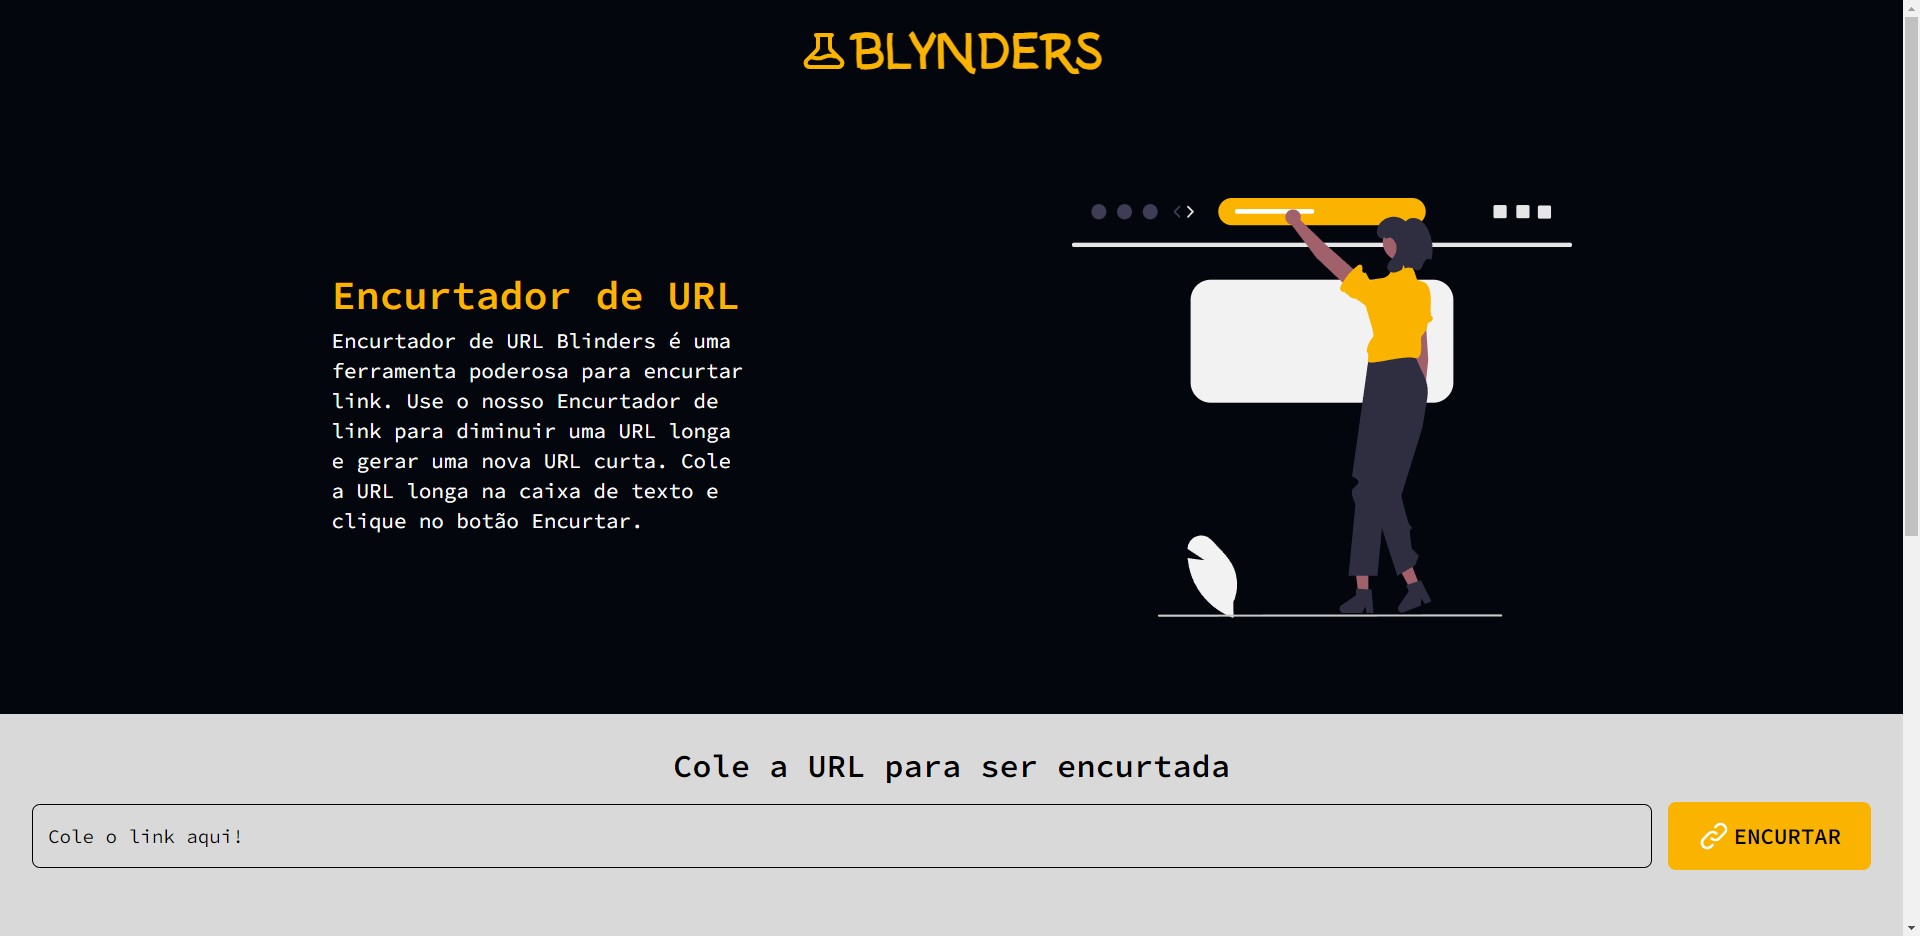 BLYNDERS
Encurtador de URL
Encurtador de URL Blinders é uma
ferramenta poderosa para encurtar
link. Use o nosso Encurtador de
link para diminuir uma URL longa
e gerar uma nova URL curta. Cole
a URL longa na caixa de texto e
clique no botão Encurtar.
Cole a URL para ser encurtada
Cole o link aqui!
ENCURTAR